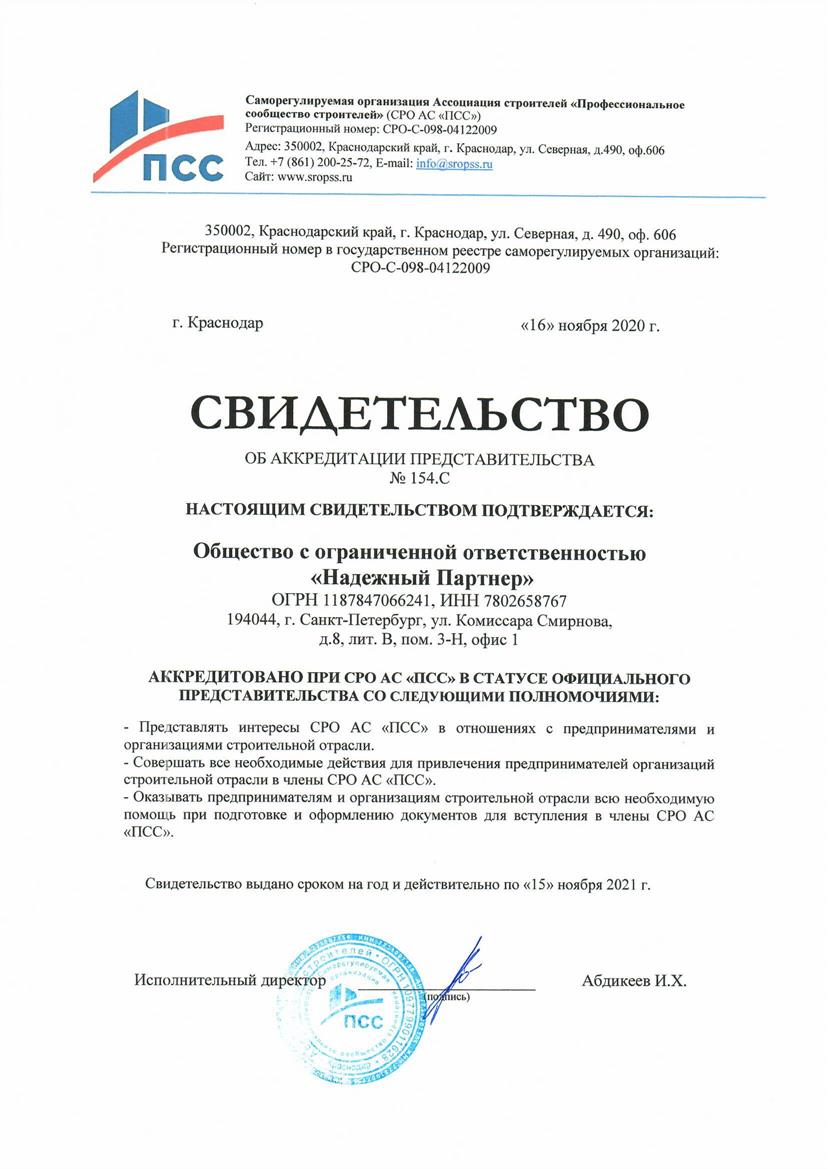 ПСС
Саморегулируемая организация Ассоциация строителей «Профессиональное
сообщество строителей» (СРО АС «ПСС»)
Регистрационный номер: СРО-С-098-04122009
Адрес: 350002, Краснодарский край, г. Краснодар, ул. Северная, д.490, оф.606
Тел. +7 (861) 200-25-72, E-mail: info@sropss.ru
Сайт: www.sropss.ru
350002, Краснодарский край, г. Краснодар, ул. Северная, д. 490, оф. 606
Регистрационный номер в государственном реестре саморегулируемых организаций:
СРО-С-098-04122009
г. Краснодар «16» ноября 2020 г.
СВИДЕТЕЛЬСТВО
ОБ АККРЕДИТАЦИИ ПРЕДСТАВИТЕЛЬСТВА
№ 154.С
НАСТОЯЩИМ СВИДЕТЕЛЬСТВОМ ПОДТВЕРЖДАЕТСЯ:
Общество с ограниченной ответственностью
«Надежный Партнер»
ОГРН 1187847066241, ИНН 7802658767
194044, г. Санкт-Петербург, ул. Комиссара Смирнова,
д.8, лит. В, пом. 3-Н, офис 1
АККРЕДИТОВАНО ПРИ СРО АС «ПСС» В СТАТУСЕ ОФИЦИАЛЬНОГО
ПРЕДСТАВИТЕЛЬСТВА СО СЛЕДУЮЩИМИ ПОЛНОМОЧИЯМИ:
- Представлять интересы СРО АС «ПСС» в отношениях с предпринимателями и
организациями строительной отрасли.
- Совершать все необходимые действия для привлечения предпринимателей организаций
строительной отрасли в члены СРО АС «ПСС».
- Оказывать предпринимателям и организациям строительной отрасли всю необходимую
помощь при подготовке и оформлению документов для вступления в члены СРО АС
«ПСС».
Свидетельство выдано сроком на год и действительно по «15» ноября 2021 г.
Исполнительный директор Абдикеев И.Х.
(подпись)
строителей • ОГРН 1097799011628
саморегулируемая
организация
ПСС
сообщество
Краснодар